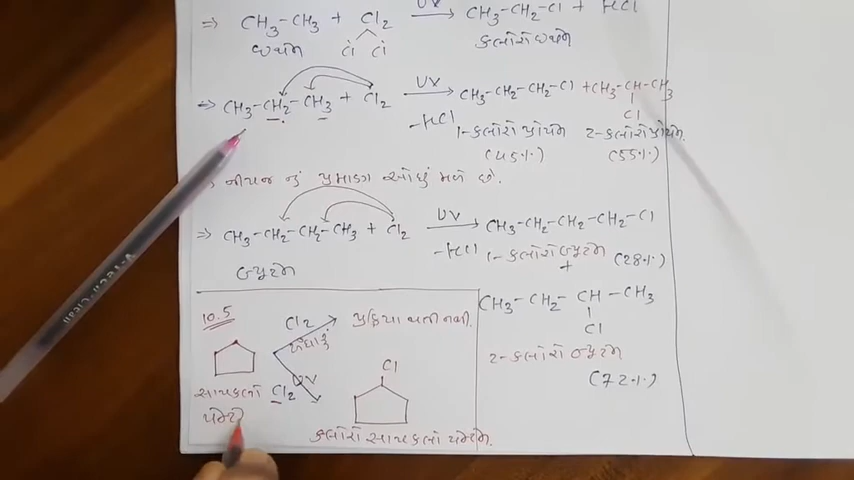 ⇒ CH3-CH3 + Cl2 UV → CH3-CH2-Cl + HCl
ઇથેન Cl Cl ક્લોરો ઇથેન
⇒ CH3-CH2-CH3 + Cl2 UV → CH3-CH2-CH2-Cl + CH3-CH-CH3
-HCl Cl
1-ક્લોરો પ્રોપેન 2-ક્લોરો પ્રોપેન
(45%) (55%)
⇒ નીપજ નું પ્રમાણ ઓછું મળે છે.
⇒ CH3-CH2-CH2-CH3 + Cl2 UV → CH3-CH2-CH2-CH2-Cl
-HCl 1-ક્લોરો બ્યુટેન (28%)
બ્યુટેન +
CH3-CH2-CH-CH3
Cl
2-ક્લોરો બ્યુટેન
(72%)
10.5
Cl2 પ્રક્રિયા થતી નથી.
અંધારું
UV
Cl2 Cl
સાયક્લો
ક્લોરો સાયક્લો પેન્ટેન.